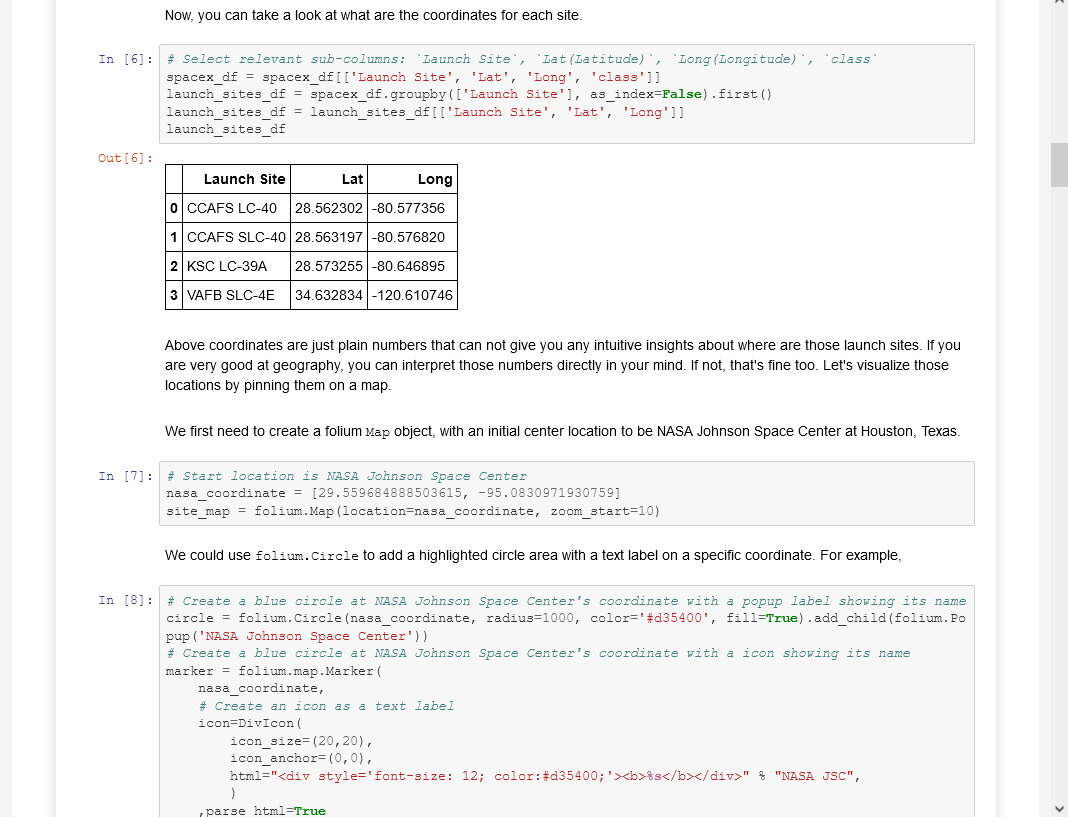 Now, you can take a look at what are the coordinates for each site.
In [6]: # Select relevant sub-columns: `Launch Site`, `Lat(Latitude)`, `Long(Longitude)`, `class`
spacex_df = spacex_df[['Launch Site', 'Lat', 'Long', 'class']]
launch_sites_df = spacex_df.groupby(['Launch Site'], as_index=False).first()
launch_sites_df = launch_sites_df[['Launch Site', 'Lat', 'Long']]
launch_sites_df
Out[6]:
Launch Site Lat Long
0 CCAFS LC-40 28.562302 -80.577356
1 CCAFS SLC-40 28.563197 -80.576820
2 KSC LC-39A 28.573255 -80.646895
3 VAFB SLC-4E 34.632834 -120.610746
Above coordinates are just plain numbers that can not give you any intuitive insights about where are those launch sites. If you
are very good at geography, you can interpret those numbers directly in your mind. If not, that's fine too. Let's visualize those
locations by pinning them on a map.
We first need to create a folium Map object, with an initial center location to be NASA Johnson Space Center at Houston, Texas.
In [7]: # Start location is NASA Johnson Space Center
nasa_coordinate = [29.559684888503615, -95.0830971930759]
site_map = folium.Map(location=nasa_coordinate, zoom_start=10)
We could use folium.Circle to add a highlighted circle area with a text label on a specific coordinate. For example,
In [8]: # Create a blue circle at NASA Johnson Space Center's coordinate with a popup label showing its name
circle = folium.Circle(nasa_coordinate, radius=1000, color='#d35400', fill=True).add_child(folium.Po
pup('NASA Johnson Space Center'))
# Create a blue circle at NASA Johnson Space Center's coordinate with a icon showing its name
marker = folium.map.Marker(
nasa_coordinate,
# Create an icon as a text label
icon=DivIcon(
icon_size=(20,20),
icon_anchor=(0,0),
html="<div style='font-size: 12; color:#d35400;'><b>%s</b></div>" % "NASA JSC",
)
,parse_html=True